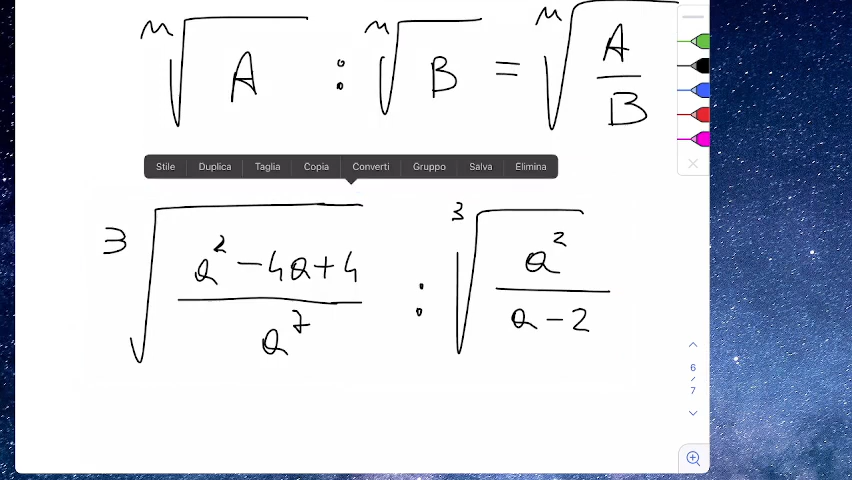 ⁿ√A : ⁿ√B = ⁿ√(A/B)
Stile Duplica Taglia Copia Converti Gruppo Salva Elimina
³√((a² - 4a + 4)/a⁷) : ³√(a²/(a - 2))
6
/
7